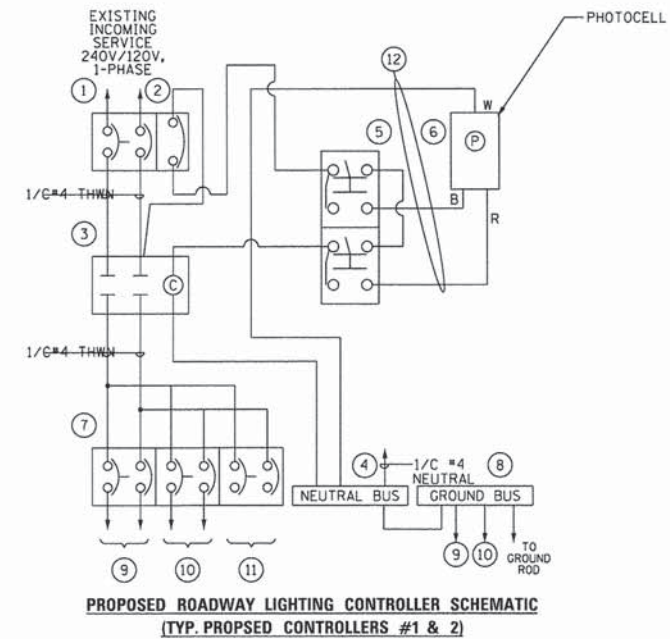 EXISTING
INCOMING
SERVICE
240V/120V,
1-PHASE
PHOTOCELL
1
2
12
W
5
6
P
1/C#4 THWN
B
R
3
C
1/C#4 THWN
7
4
1/C #4
NEUTRAL
8
NEUTRAL BUS
GROUND BUS
9
10
11
9
10
TO
GROUND
ROD
PROPOSED ROADWAY LIGHTING CONTROLLER SCHEMATIC
(TYP. PROPSED CONTROLLERS #1 & 2)